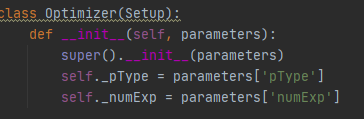 class Optimizer(Setup):
    def __init__(self, parameters):
        super().__init__(parameters)
        self._pType = parameters['pType']
        self._numExp = parameters['numExp']